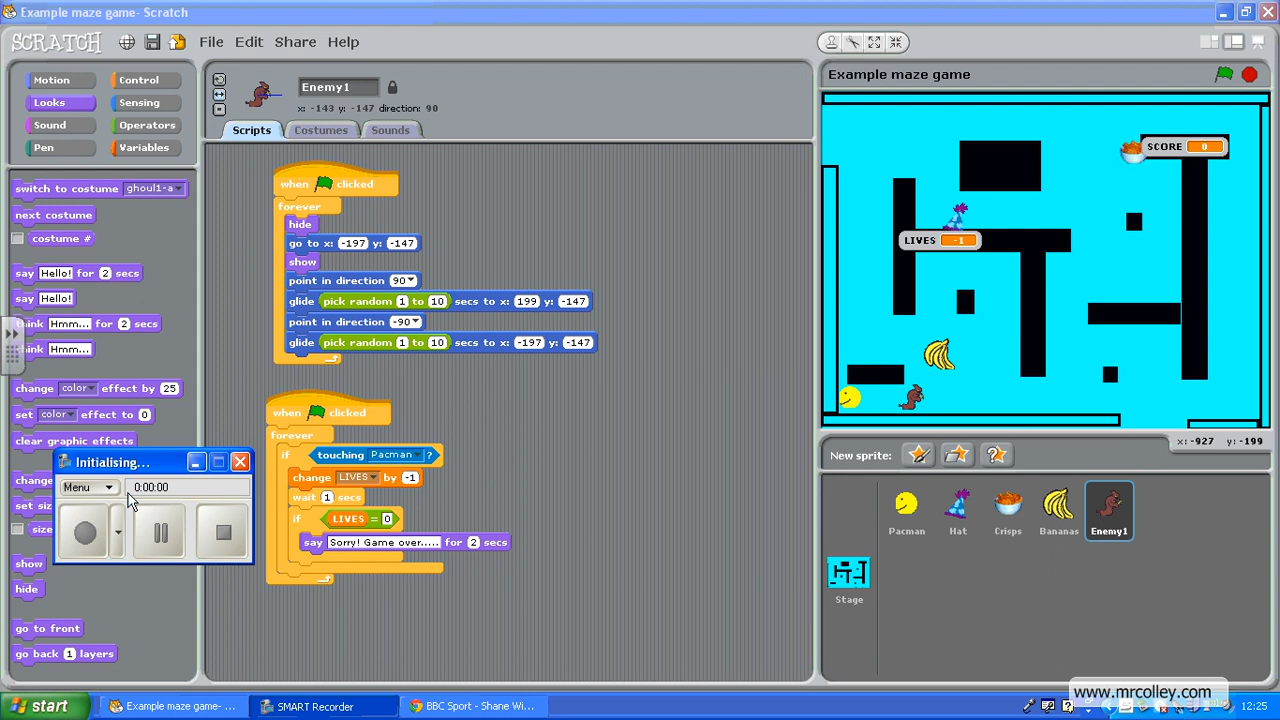 Example maze game- Scratch
SCRATCH File Edit Share Help
Motion Control
Looks Sensing
Sound Operators
Pen Variables
switch to costume ghoul1-a
next costume
costume #
say Hello! for 2 secs
say Hello!
think Hmm... for 2 secs
think Hmm...
change color effect by 25
set color effect to 0
clear graphic effects
change
set siz
size
show
hide
go to front
go back 1 layers
Initialising...
Menu 0:00:00
Enemy1
x: -143 y: -147 direction: 90
Scripts Costumes Sounds
when clicked
forever
hide
go to x: -197 y: -147
show
point in direction 90
glide pick random 1 to 10 secs to x: 199 y: -147
point in direction -90
glide pick random 1 to 10 secs to x: -197 y: -147
when clicked
forever
if touching Pacman ?
change LIVES by -1
wait 1 secs
if LIVES = 0
say Sorry! Game over..... for 2 secs
Example maze game
SCORE 0
LIVES -1
x: -927 y: -199
New sprite:
Pacman Hat Crisps Bananas Enemy1
Stage
www.mrcolley.com
start Example maze game- ... SMART Recorder BBC Sport - Shane Wi... 12:25